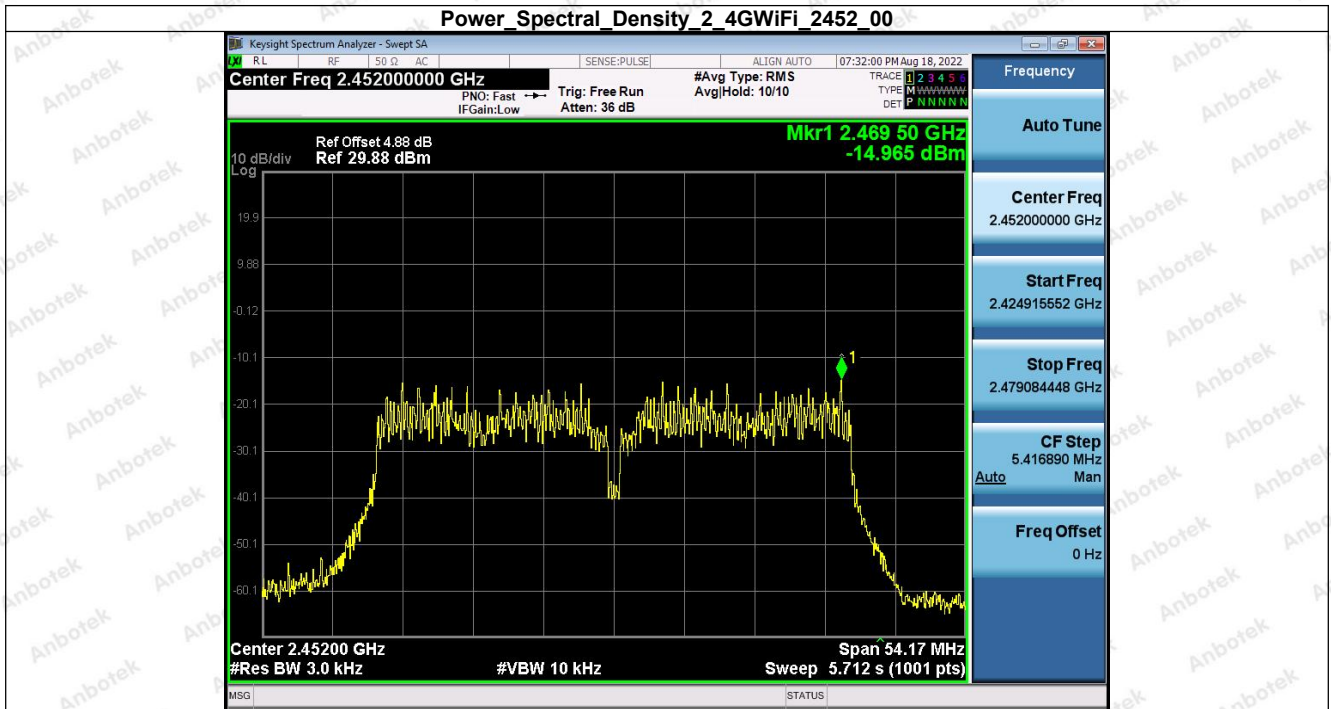 Power_Spectral_Density_2_4GWiFi_2452_00
Keysight Spectrum Analyzer - Swept SA
LXI RL RF 50 Ω AC SENSE:PULSE ALIGN AUTO 07:32:00 PM Aug 18, 2022
Center Freq 2.452000000 GHz
PNO: Fast
IFGain:Low
Trig: Free Run
Atten: 36 dB
#Avg Type: RMS
Avg|Hold: 10/10
TRACE 1 2 3 4 5 6
TYPE M WWWWW
DET P N N N N N
Mkr1 2.469 50 GHz
-14.965 dBm
Ref Offset 4.88 dB
10 dB/div Ref 29.88 dBm
Log
19.9
9.88
-0.12
-10.1
-20.1
-30.1
-40.1
-50.1
-60.1
1
Center 2.45200 GHz Span 54.17 MHz
#Res BW 3.0 kHz #VBW 10 kHz Sweep 5.712 s (1001 pts)
MSG STATUS
Frequency
Auto Tune
Center Freq
2.452000000 GHz
Start Freq
2.424915552 GHz
Stop Freq
2.479084448 GHz
CF Step
5.416890 MHz
Auto Man
Freq Offset
0 Hz
Anbotek